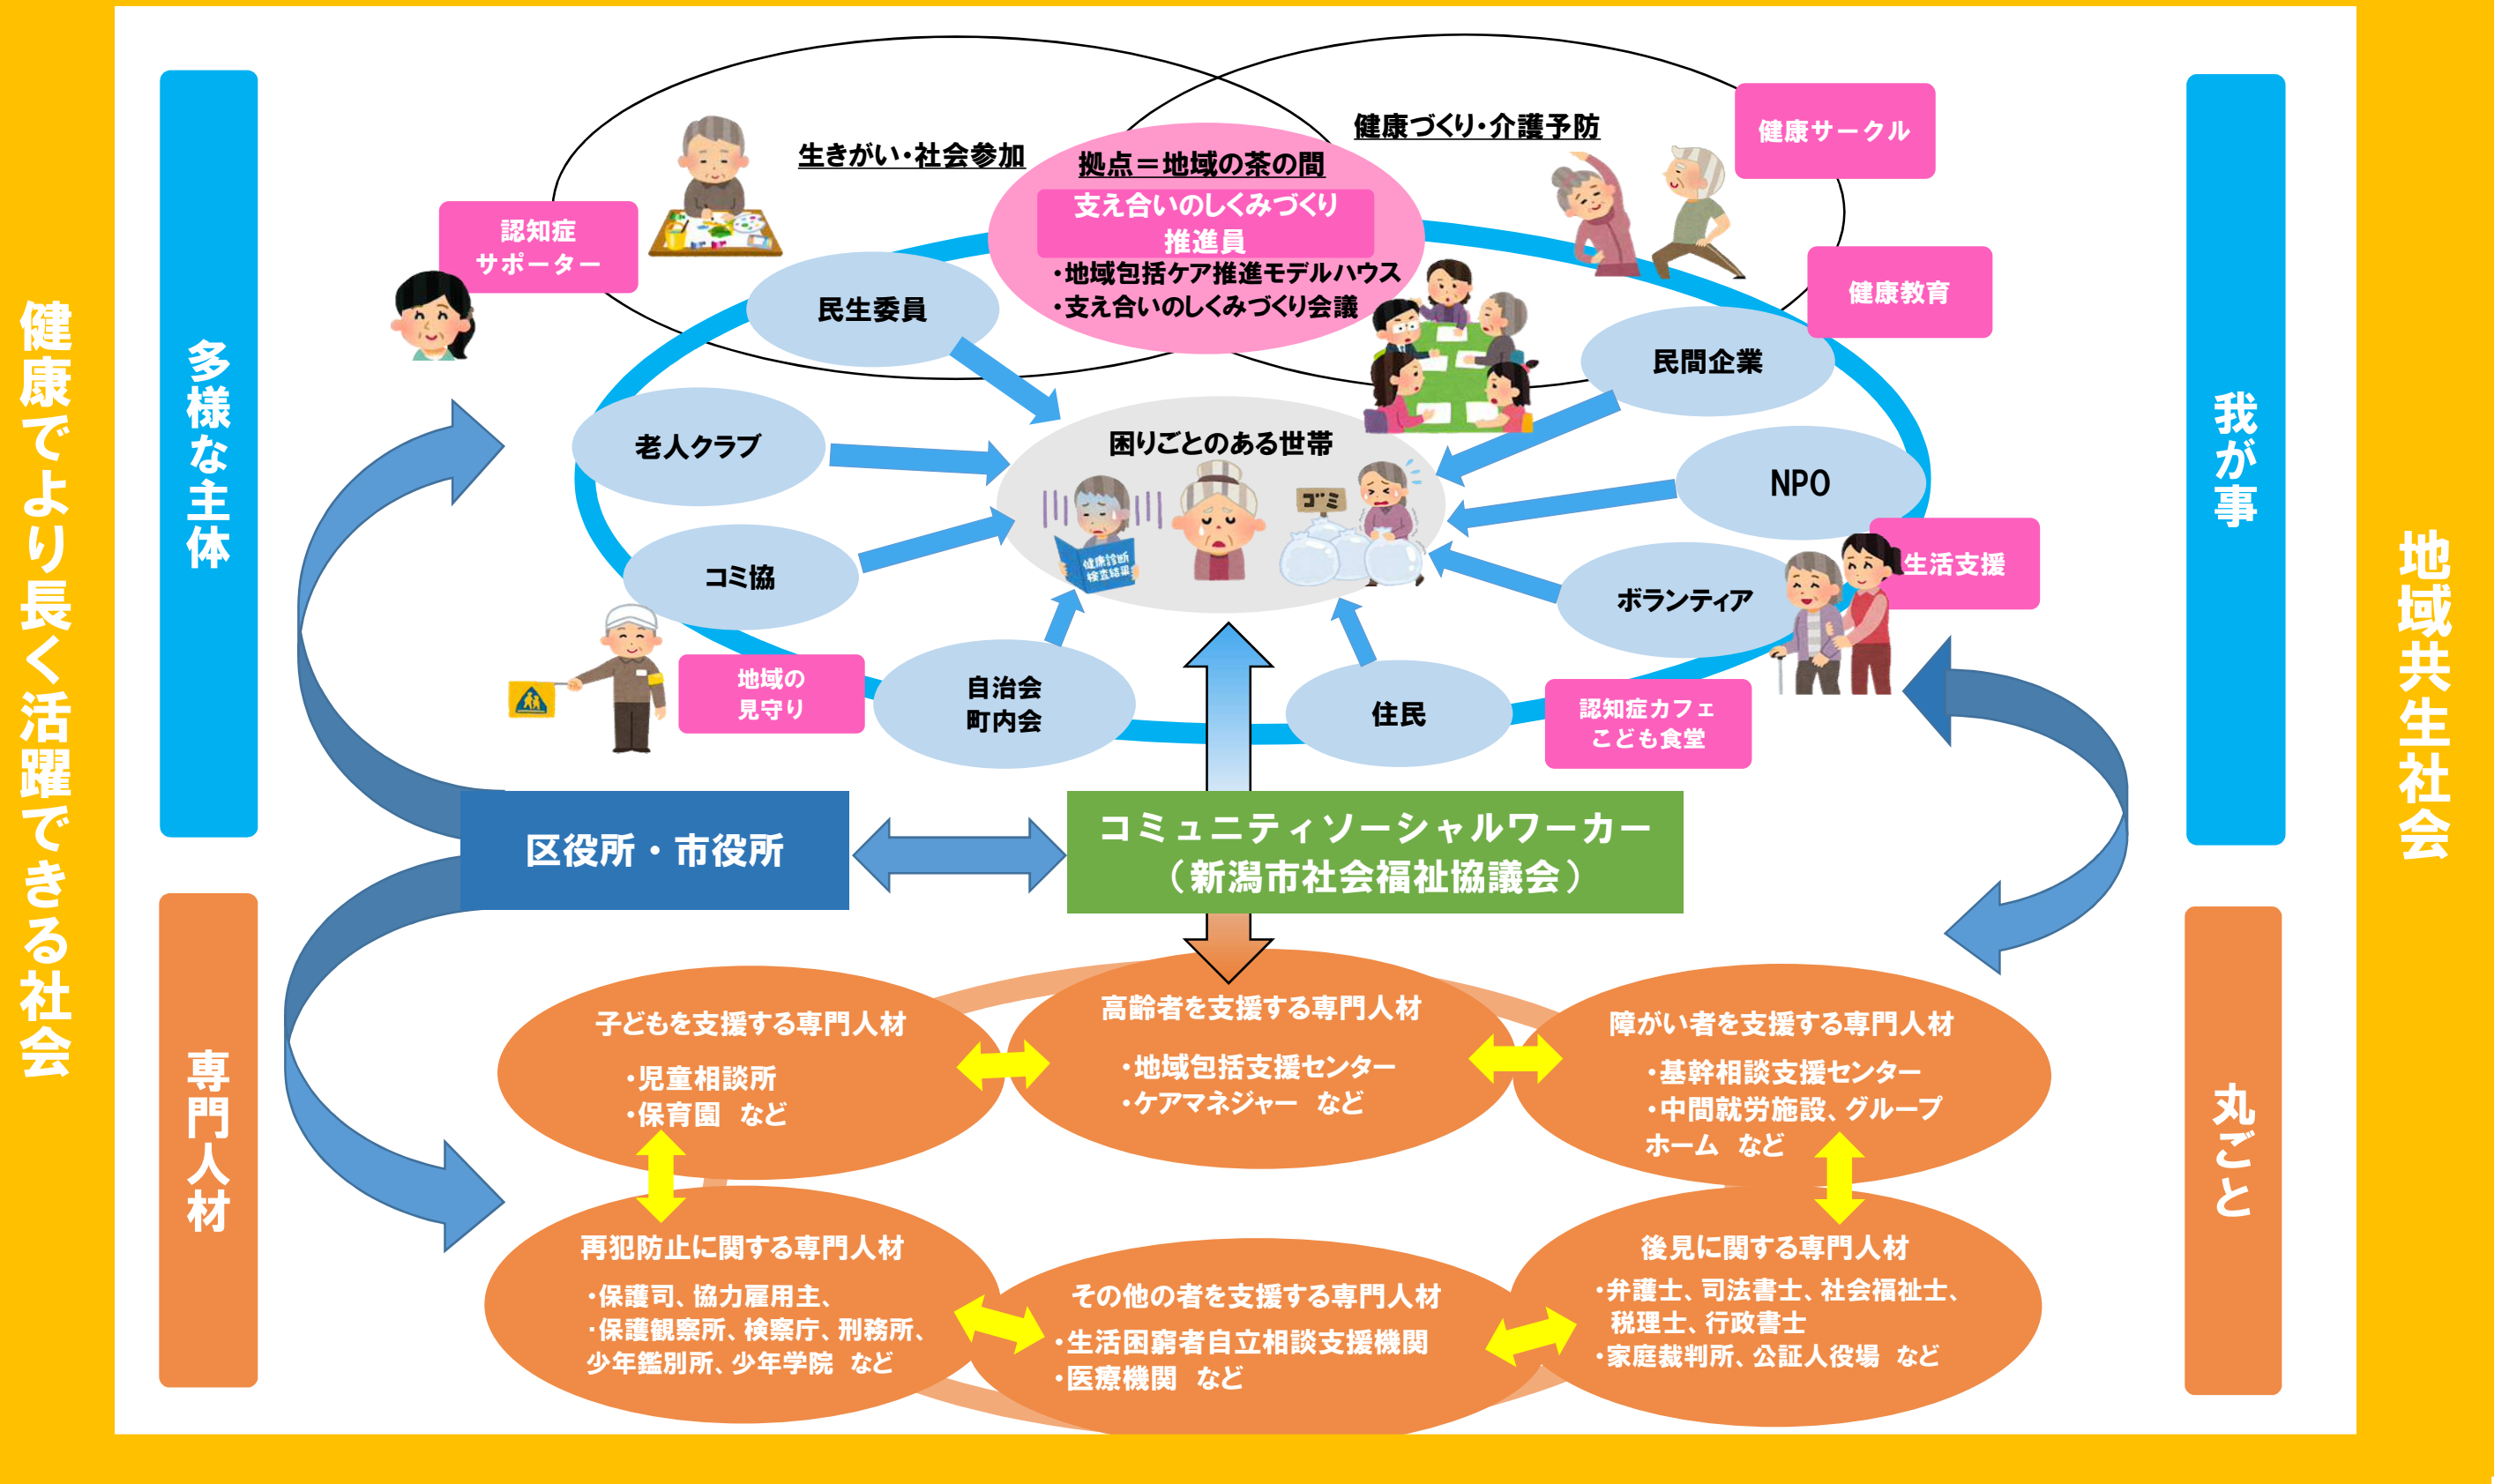 健康でより長く活躍できる社会
多様な主体
専門人材
生きがい・社会参加
健康づくり・介護予防
健康サークル
拠点＝地域の茶の間
支え合いのしくみづくり
推進員
・地域包括ケア推進モデルハウス
・支え合いのしくみづくり会議
認知症
サポーター
健康教育
民生委員
民間企業
老人クラブ
困りごとのある世帯
NPO
ゴミ
健康診断
検査結果
コミ協
ボランティア
生活支援
地域の
見守り
自治会
町内会
住民
認知症カフェ
こども食堂
区役所・市役所
コミュニティソーシャルワーカー
（新潟市社会福祉協議会）
子どもを支援する専門人材
・児童相談所
・保育園　など
高齢者を支援する専門人材
・地域包括支援センター
・ケアマネジャー　など
障がい者を支援する専門人材
・基幹相談支援センター
・中間就労施設、グループ
ホーム　など
再犯防止に関する専門人材
・保護司、協力雇用主、
・保護観察所、検察庁、刑務所、
少年鑑別所、少年学院　など
その他の者を支援する専門人材
・生活困窮者自立相談支援機関
・医療機関　など
後見に関する専門人材
・弁護士、司法書士、社会福祉士、
税理士、行政書士
・家庭裁判所、公証人役場　など
我が事
丸ごと
地域共生社会